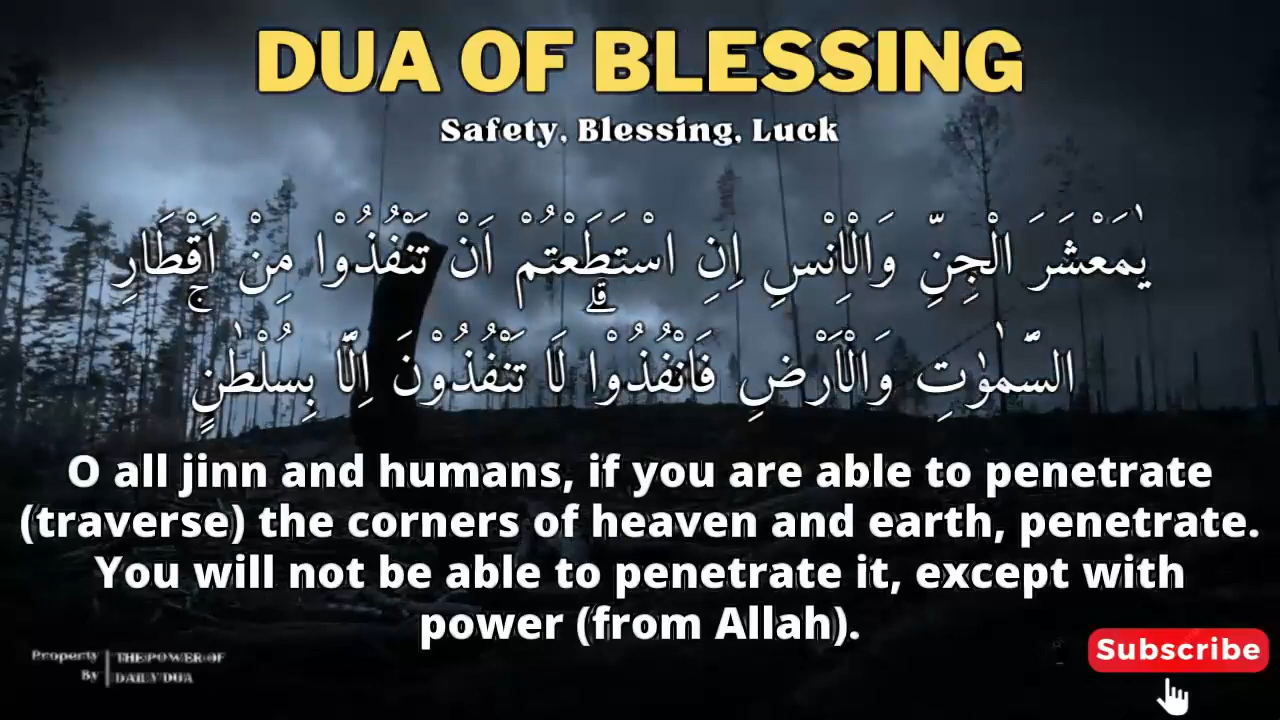 DUA OF BLESSING
Safety, Blessing, Luck
يٰمَعْشَرَ الْجِنِّ وَالْاِنْسِ اِنِ اسْتَطَعْتُمْ اَنْ تَنْفُذُوْا مِنْ اَقْطَارِ
السَّمٰوٰتِ وَالْاَرْضِ فَانْفُذُوْاۗ لَا تَنْفُذُوْنَ اِلَّا بِسُلْطٰنٍۚ
O all jinn and humans, if you are able to penetrate
(traverse) the corners of heaven and earth, penetrate.
You will not be able to penetrate it, except with
power (from Allah).
Property By | THE POWER OF DAILY DUA
Subscribe